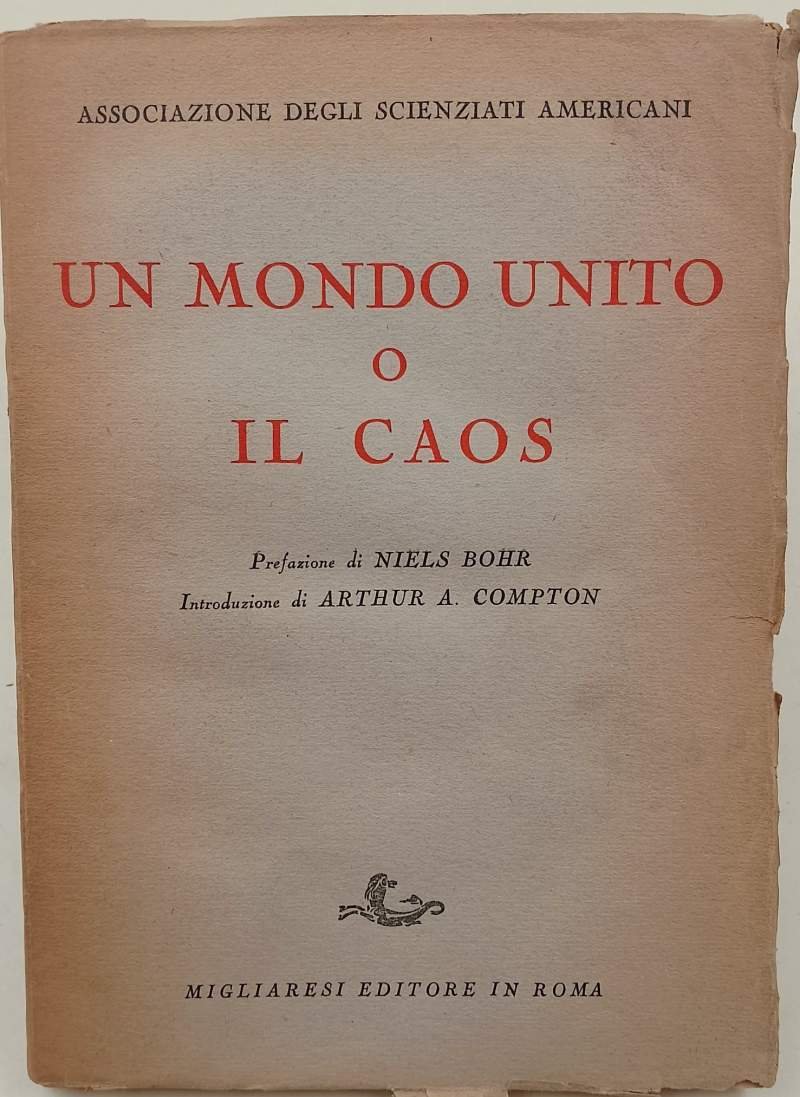 ASSOCIAZIONE DEGLI SCIENZIATI AMERICANI
UN MONDO UNITO
O
IL CAOS
Prefazione di NIELS BOHR
Introduzione di ARTHUR A. COMPTON
MIGLIARESI EDITORE IN ROMA